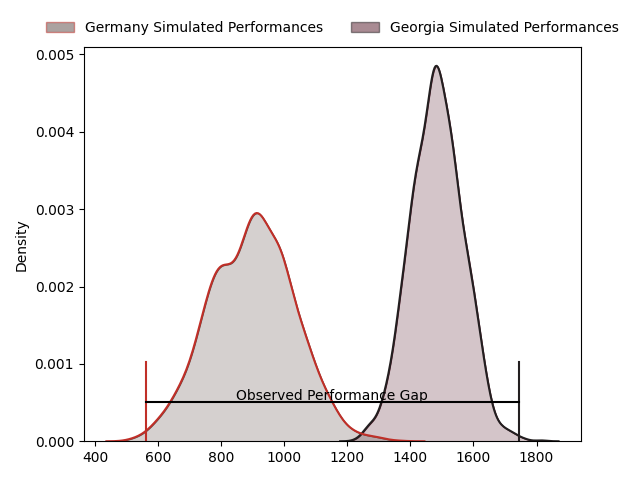 Germany Simulated Performances
Georgia Simulated Performances
0.005
0.004
0.003
0.002
0.001
0.000
Density
Observed Performance Gap
400 600 800 1000 1200 1400 1600 1800